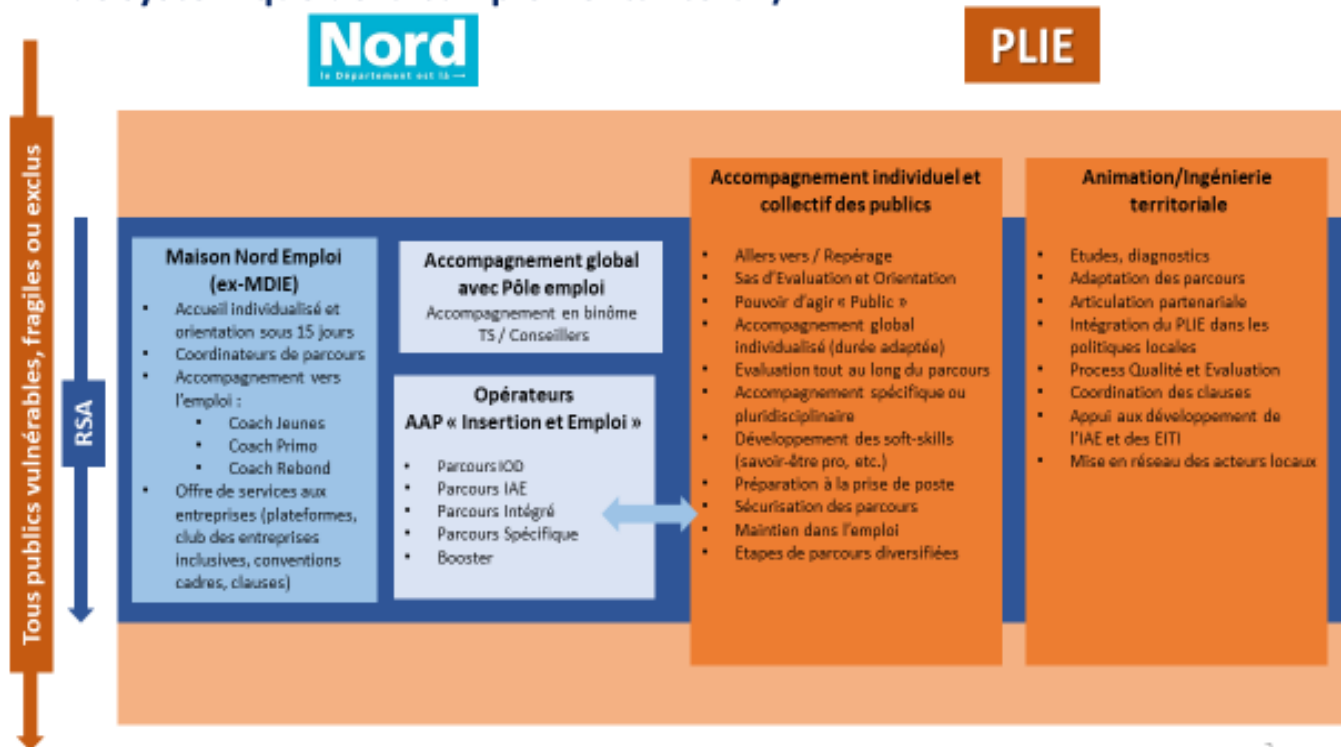 Nord
le Département est là
PLIE
Tous publics vulnérables, fragiles ou exclus
RSA
Maison Nord Emploi
(ex-MDIE)
• Accueil individualisé et
orientation sous 15 jours
• Coordinateurs de parcours
• Accompagnement vers
l'emploi :
• Coach Jeunes
• Coach Primo
• Coach Rebond
• Offre de services aux
entreprises (plateformes,
club des entreprises
inclusives, conventions
cadres, clauses)
Accompagnement global
avec Pôle emploi
Accompagnement en binôme
TS / Conseillers
Opérateurs
AAP « Insertion et Emploi »
• Parcours IOD
• Parcours IAE
• Parcours Intégré
• Parcours Spécifique
• Booster
Accompagnement individuel et
collectif des publics
• Allers vers / Repérage
• Sas d'Evaluation et Orientation
• Pouvoir d'agir « Public »
• Accompagnement global
individualisé (durée adaptée)
• Evaluation tout au long du parcours
• Accompagnement spécifique ou
pluridisciplinaire
• Développement des soft-skills
(savoir-être pro, etc.)
• Préparation à la prise de poste
• Sécurisation des parcours
• Maintien dans l'emploi
• Etapes de parcours diversifiées
Animation/Ingénierie
territoriale
• Etudes, diagnostics
• Adaptation des parcours
• Articulation partenariale
• Intégration du PLIE dans les
politiques locales
• Process Qualité et Evaluation
• Coordination des clauses
• Appui aux développement de
l'IAE et des EITI
• Mise en réseau des acteurs locaux